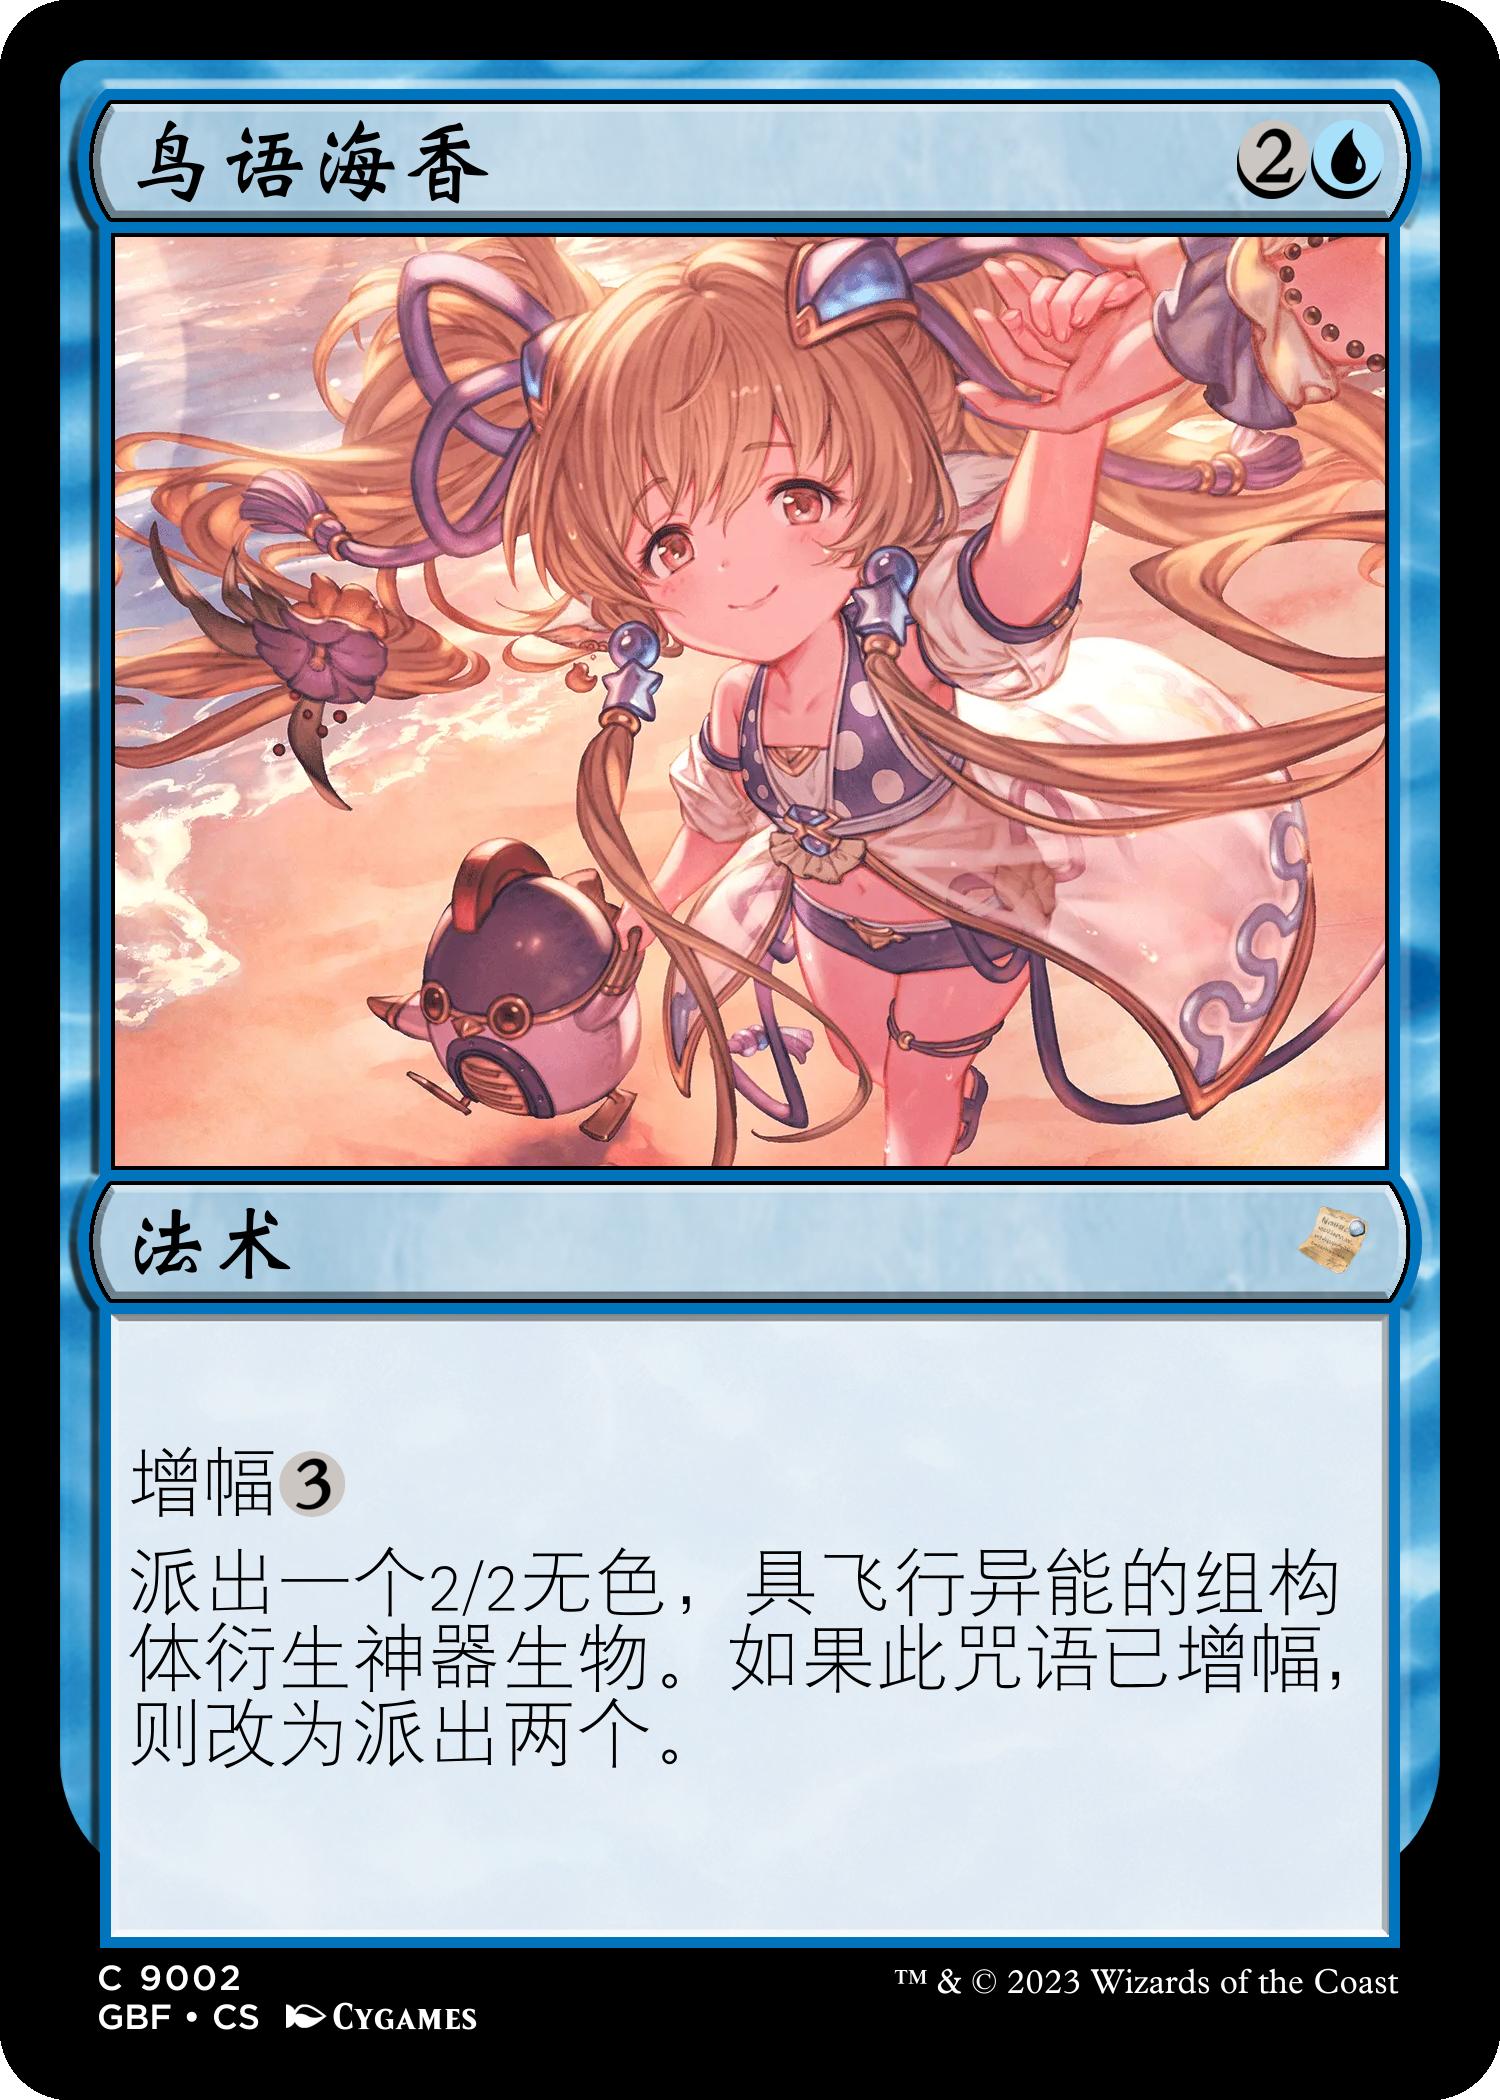 鸟语海香 2
法术
增幅3
派出一个2/2无色，具飞行异能的组构
体衍生神器生物。如果此咒语已增幅，
则改为派出两个。
C 9002
™ & © 2023 Wizards of the Coast
GBF • CS CYGAMES